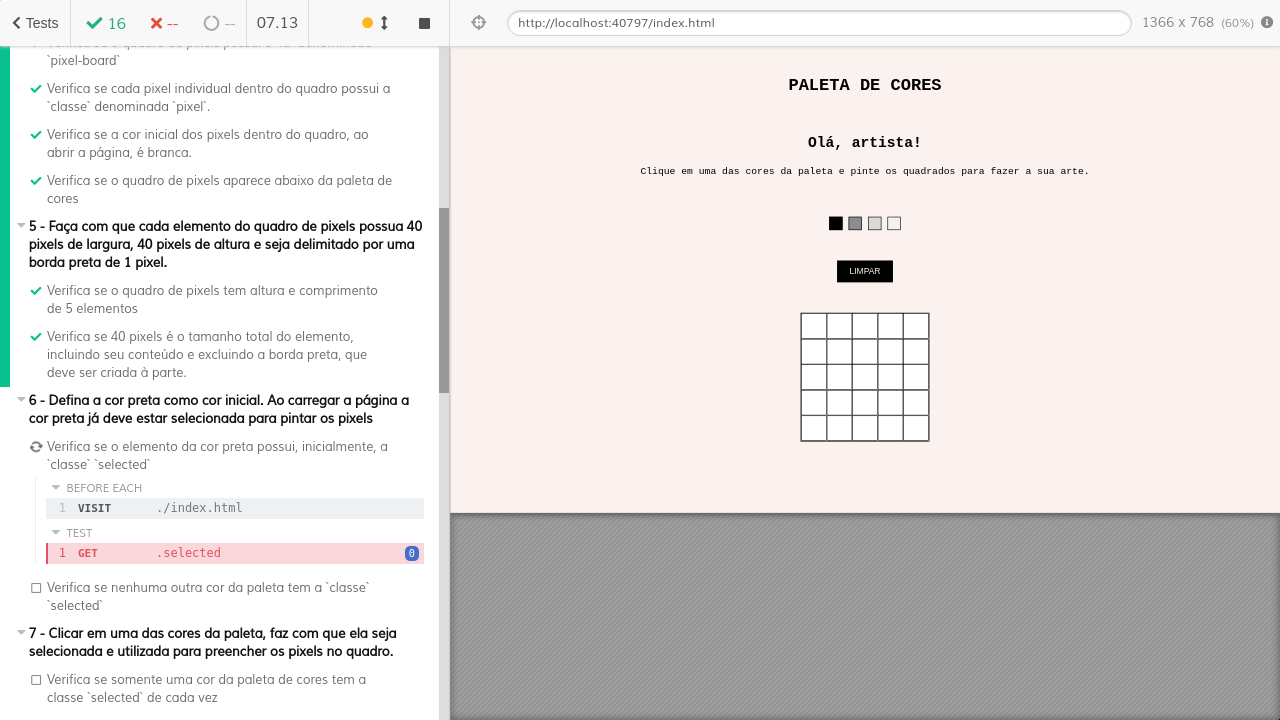 Tests
16
--
--
07.13
http://localhost:40797/index.html
1366 x 768 (60%)
`pixel-board`
Verifica se cada pixel individual dentro do quadro possui a
`classe` denominada `pixel`.
Verifica se a cor inicial dos pixels dentro do quadro, ao
abrir a página, é branca.
Verifica se o quadro de pixels aparece abaixo da paleta de
cores
5 - Faça com que cada elemento do quadro de pixels possua 40
pixels de largura, 40 pixels de altura e seja delimitado por uma
borda preta de 1 pixel.
Verifica se o quadro de pixels tem altura e comprimento
de 5 elementos
Verifica se 40 pixels é o tamanho total do elemento,
incluindo seu conteúdo e excluindo a borda preta, que
deve ser criada à parte.
6 - Defina a cor preta como cor inicial. Ao carregar a página a
cor preta já deve estar selecionada para pintar os pixels
Verifica se o elemento da cor preta possui, inicialmente, a
`classe` `selected`
BEFORE EACH
1 VISIT ./index.html
TEST
1 GET .selected 0
Verifica se nenhuma outra cor da paleta tem a `classe`
`selected`
7 - Clicar em uma das cores da paleta, faz com que ela seja
selecionada e utilizada para preencher os pixels no quadro.
Verifica se somente uma cor da paleta de cores tem a
classe `selected` de cada vez
PALETA DE CORES
Olá, artista!
Clique em uma das cores da paleta e pinte os quadrados para fazer a sua arte.
LIMPAR